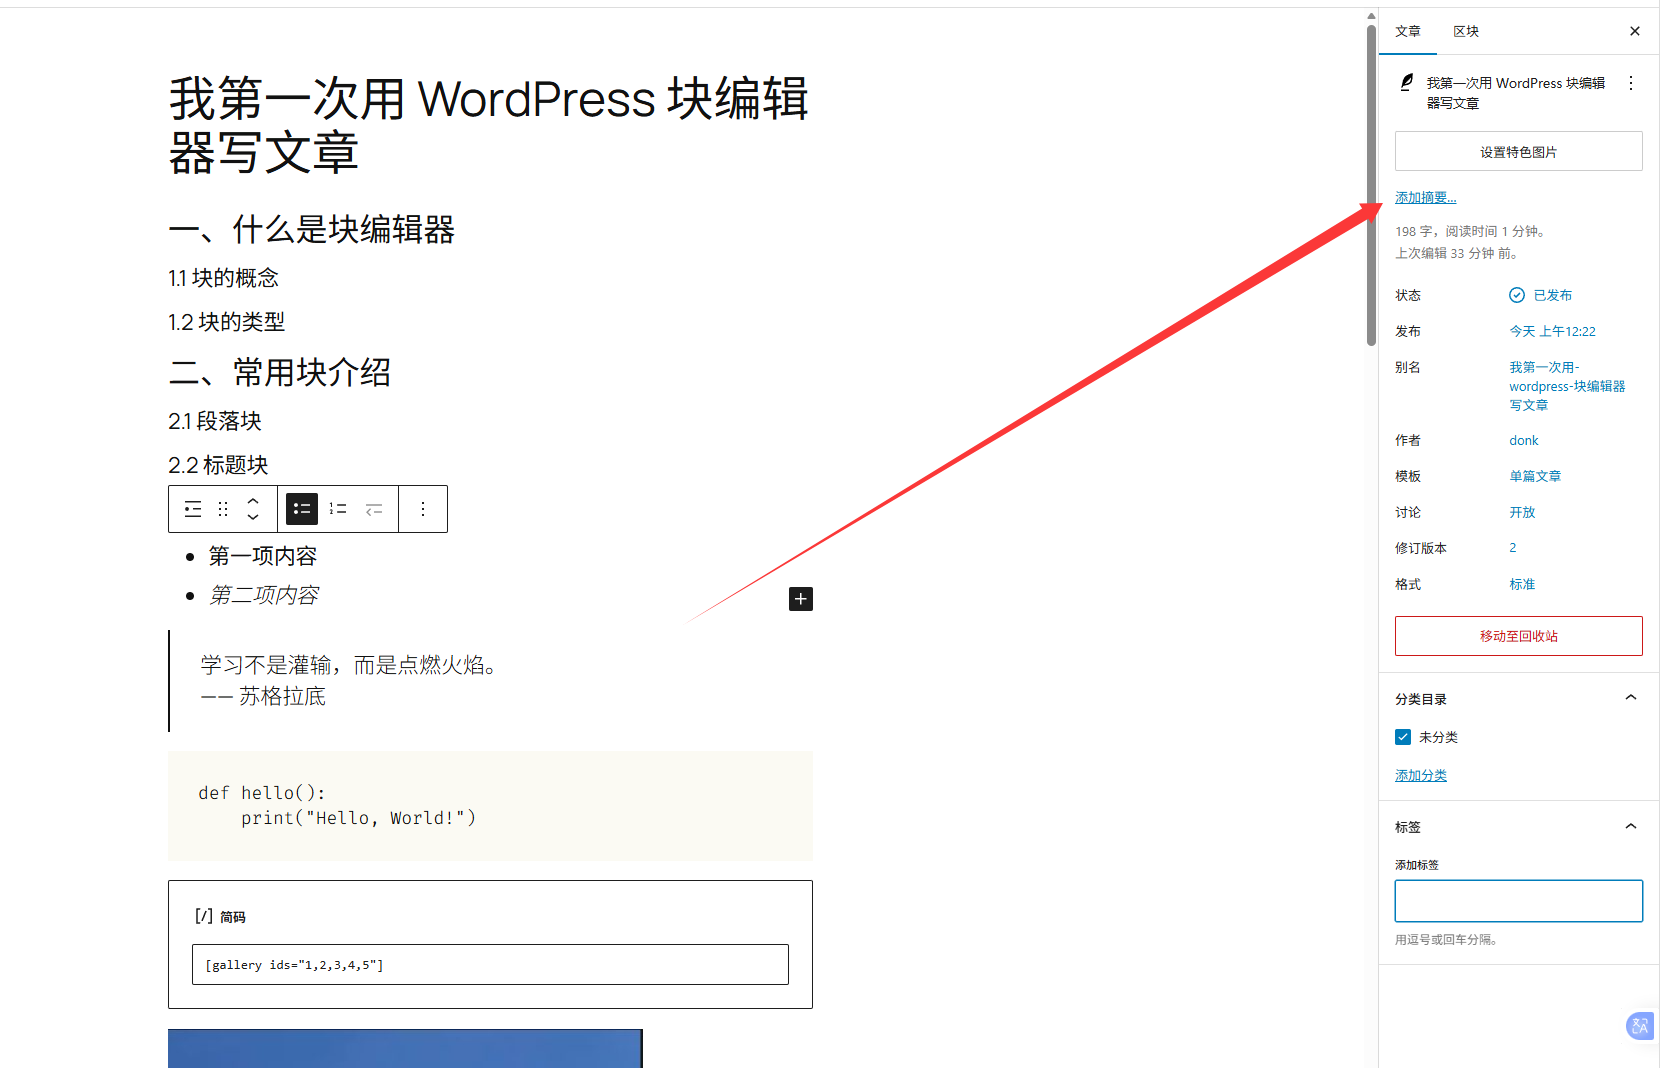 我第一次用 WordPress 块编辑
器写文章
一、什么是块编辑器
1.1 块的概念
1.2 块的类型
二、常用块介绍
2.1 段落块
2.2 标题块
第一项内容
第二项内容
学习不是灌输，而是点燃火焰。
—— 苏格拉底
def hello():
    print("Hello, World!")
[/] 简码
[gallery ids="1,2,3,4,5"]
文章 区块
我第一次用 WordPress 块编辑
器写文章
设置特色图片
添加摘要...
198 字，阅读时间 1 分钟。
上次编辑 33 分钟 前。
状态 已发布
发布 今天 上午12:22
别名 我第一次用-
wordpress-块编辑器
写文章
作者 donk
模板 单篇文章
讨论 开放
修订版本 2
格式 标准
移动至回收站
分类目录
未分类
添加分类
标签
添加标签
用逗号或回车分隔。